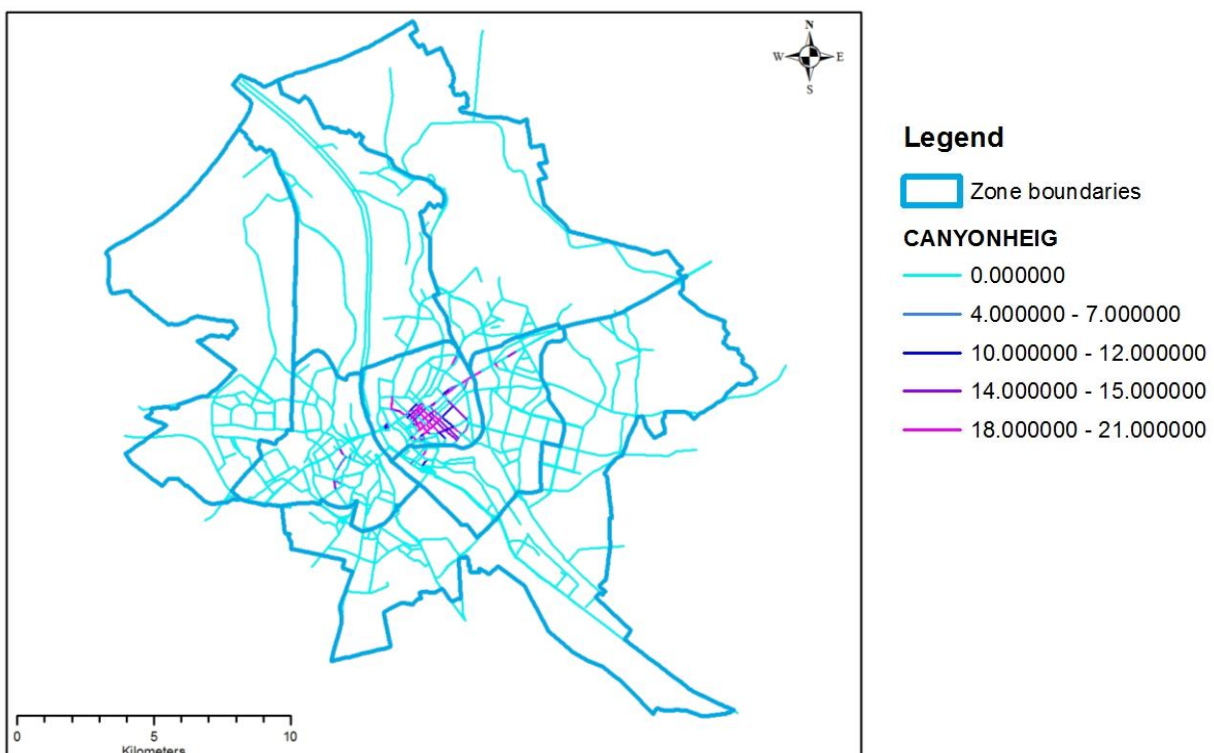 N
W E
S
0 5 10
Kilometers
Legend
Zone boundaries
CANYONHEIG
0.000000
4.000000 - 7.000000
10.000000 - 12.000000
14.000000 - 15.000000
18.000000 - 21.000000